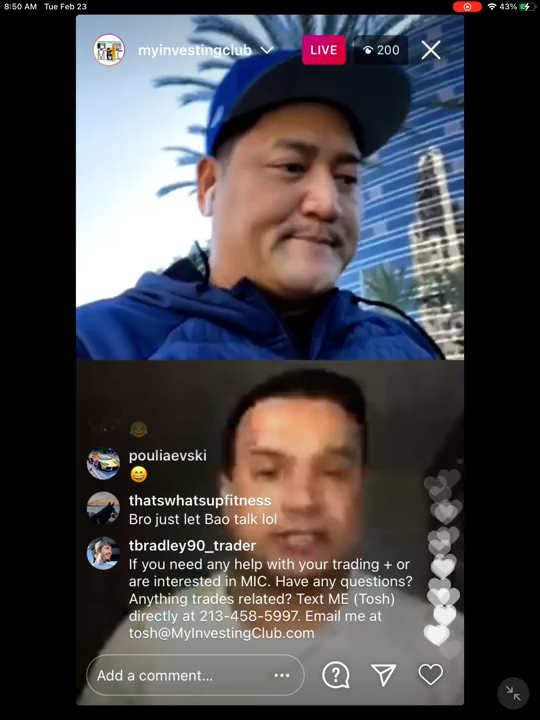 8:50 AM Tue Feb 23
43%
myinvestingclub
LIVE
200
pouliaevski
thatswhatsupfitness
Bro just let Bao talk lol
tbradley90_trader
If you need any help with your trading + or
are interested in MIC. Have any questions?
Anything trades related? Text ME (Tosh)
directly at 213-458-5997. Email me at
tosh@MyInvestingClub.com
Add a comment...